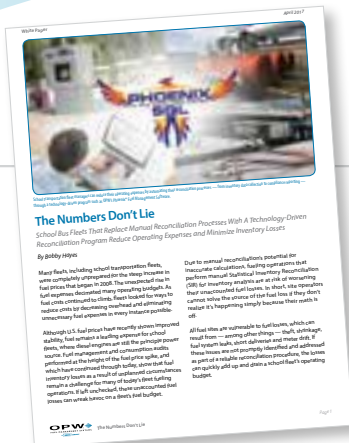 White Paper
April 2017
PHOENIX
SQL
The Numbers Don't Lie
School Bus Fleets That Replace Manual Reconciliation Processes With A Technology-Driven
Reconciliation Program Reduce Operating Expenses and Minimize Inventory Losses
By Bobby Hayes
Many fleets, including school transportation fleets,
were completely unprepared for the steep increase in
fuel prices that began in 2008. The unexpected rise in
fuel expenses decimated many operating budgets. As
fuel costs continued to climb, fleets looked for ways to
reduce costs by decreasing overhead and eliminating
unnecessary fuel expenses in every instance possible.
Although U.S. fuel prices have recently shown improved
stability, fuel remains a leading expense for school
fleets, where diesel engines are still the principle power
source. Fuel management and consumption audits
performed at the height of the fuel price spike, and
which have continued through today, show that fuel
inventory losses as a result of unplanned circumstances
remain a challenge for many of today's fleet fueling
operations. If left unchecked, these unaccounted fuel
losses can wreak havoc on a fleet's fuel budget.
Due to manual reconciliation's potential for
inaccurate calculation, fueling operations that
perform manual Statistical Inventory Reconciliation
(SIR) for inventory analysis are at risk of worsening
their unaccounted fuel losses. In short, site operators
cannot solve the source of the fuel loss if they don't
realize it's happening simply because their math is
off.
All fuel sites are vulnerable to fuel losses, which can
result from — among other things — theft, shrinkage,
fuel system leaks, short deliveries and meter drift. If
these issues are not promptly identified and addressed
as part of a reliable reconciliation procedure, the losses
can quickly add up and drain a school fleet's operating
budget.
OPW
The Numbers Don't Lie
Page 1